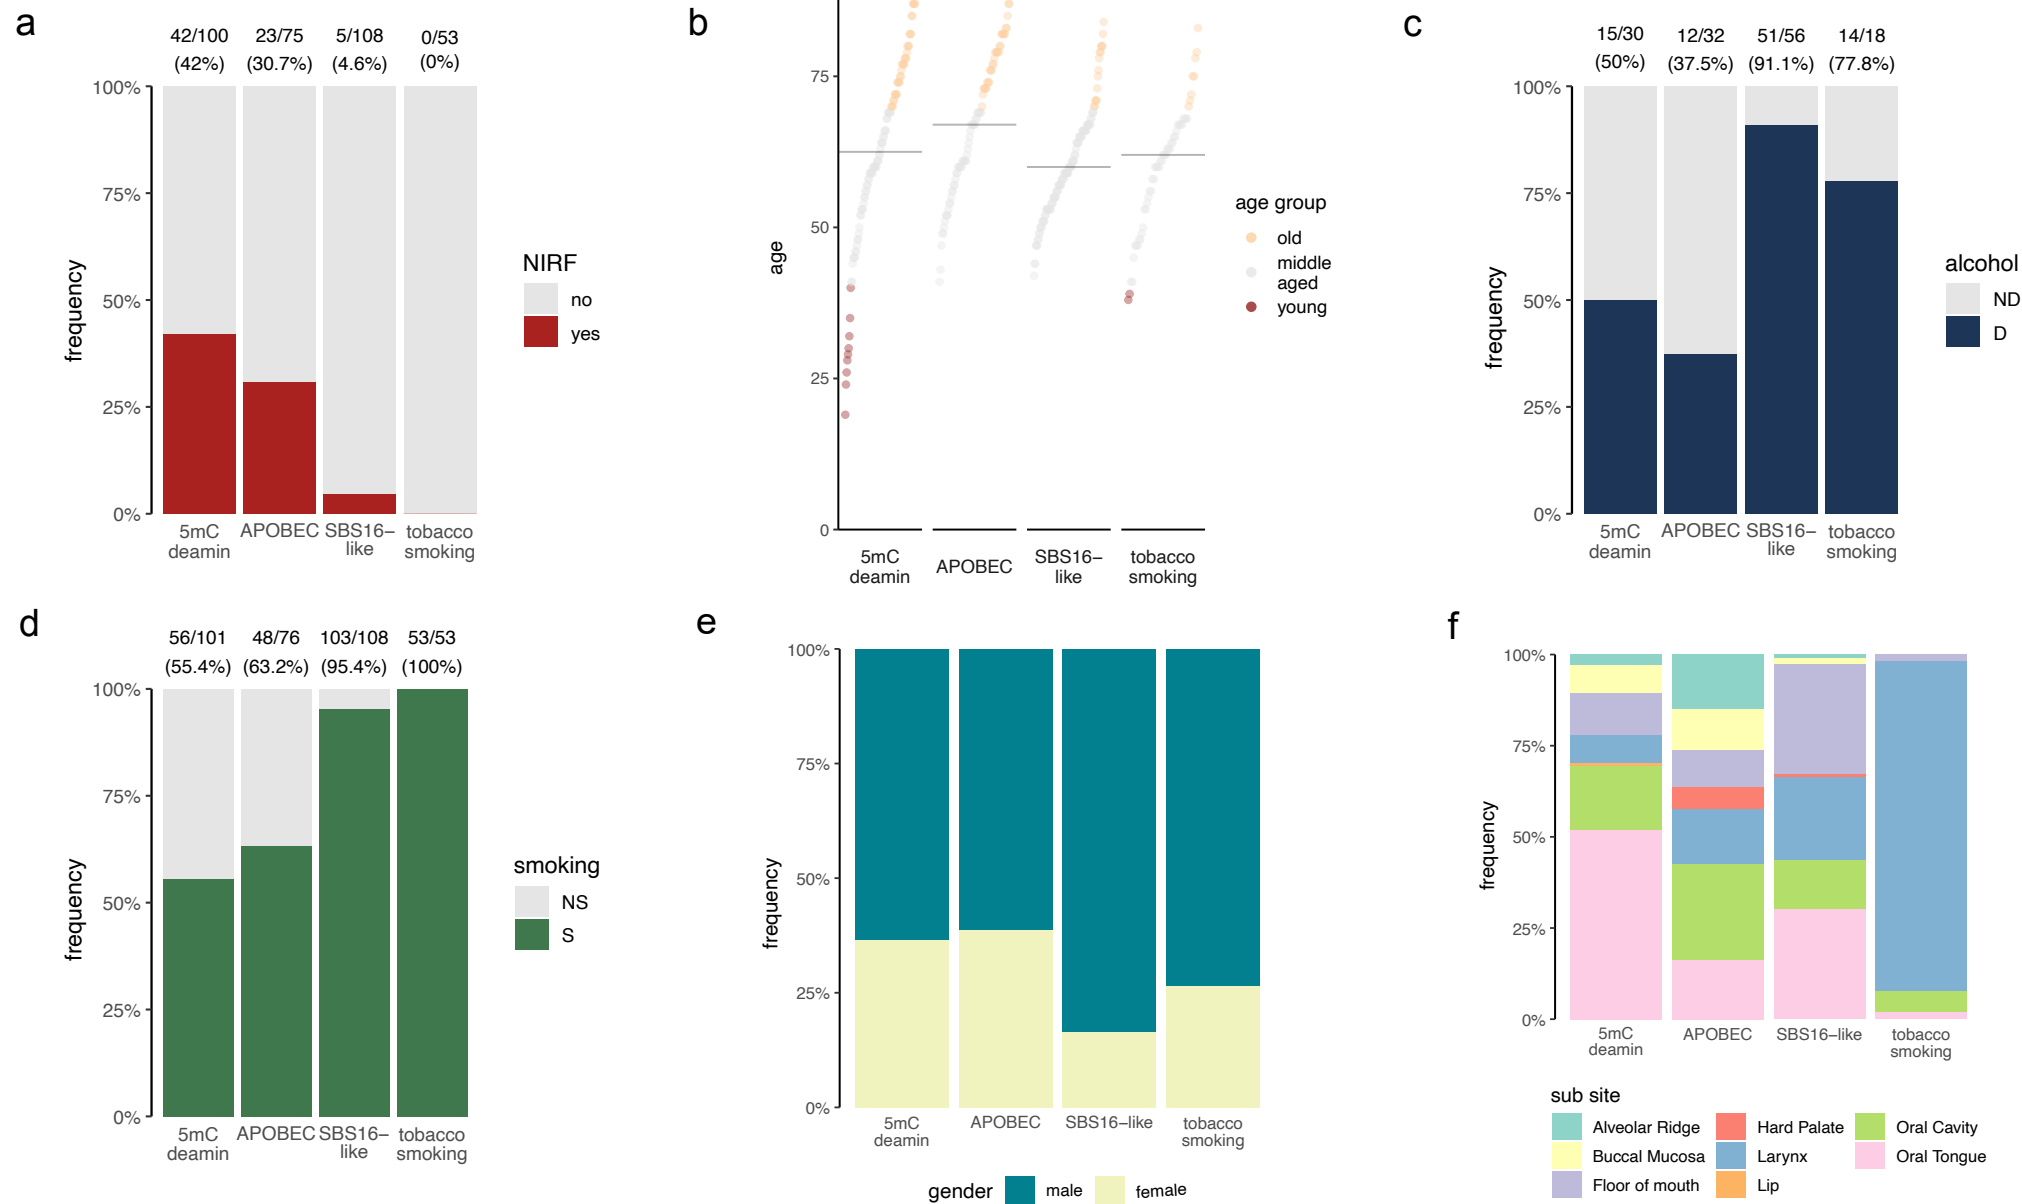 a
42/100 23/75 5/108 0/53
(42%) (30.7%) (4.6%) (0%)
100%
75%
50%
25%
0%
frequency
5mC deamin
APOBEC
SBS16−like
tobacco smoking
NIRF
no
yes
b
75
50
25
0
age
5mC deamin
APOBEC
SBS16−like
tobacco smoking
age group
old
middle aged
young
c
15/30 12/32 51/56 14/18
(50%) (37.5%) (91.1%) (77.8%)
100%
75%
50%
25%
0%
frequency
5mC deamin
APOBEC
SBS16−like
tobacco smoking
alcohol
ND
D
d
56/101 48/76 103/108 53/53
(55.4%) (63.2%) (95.4%) (100%)
100%
75%
50%
25%
0%
frequency
5mC deamin
APOBEC
SBS16−like
tobacco smoking
smoking
NS
S
e
100%
75%
50%
25%
0%
frequency
5mC deamin
APOBEC
SBS16−like
tobacco smoking
gender male female
f
100%
75%
50%
25%
0%
frequency
5mC deamin
APOBEC
SBS16−like
tobacco smoking
sub site
Alveolar Ridge Hard Palate Oral Cavity
Buccal Mucosa Larynx Oral Tongue
Floor of mouth Lip